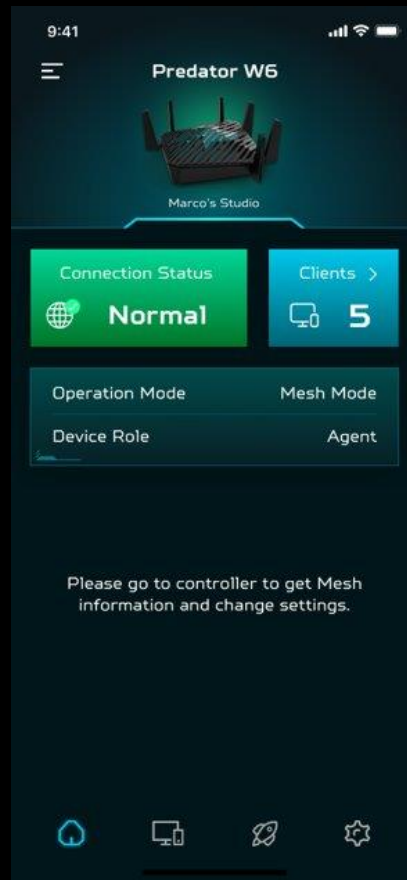 9:41
Predator W6
Marco's Studio
Connection Status
Normal
Clients >
5
Operation Mode Mesh Mode
Device Role Agent
Please go to controller to get Mesh
information and change settings.